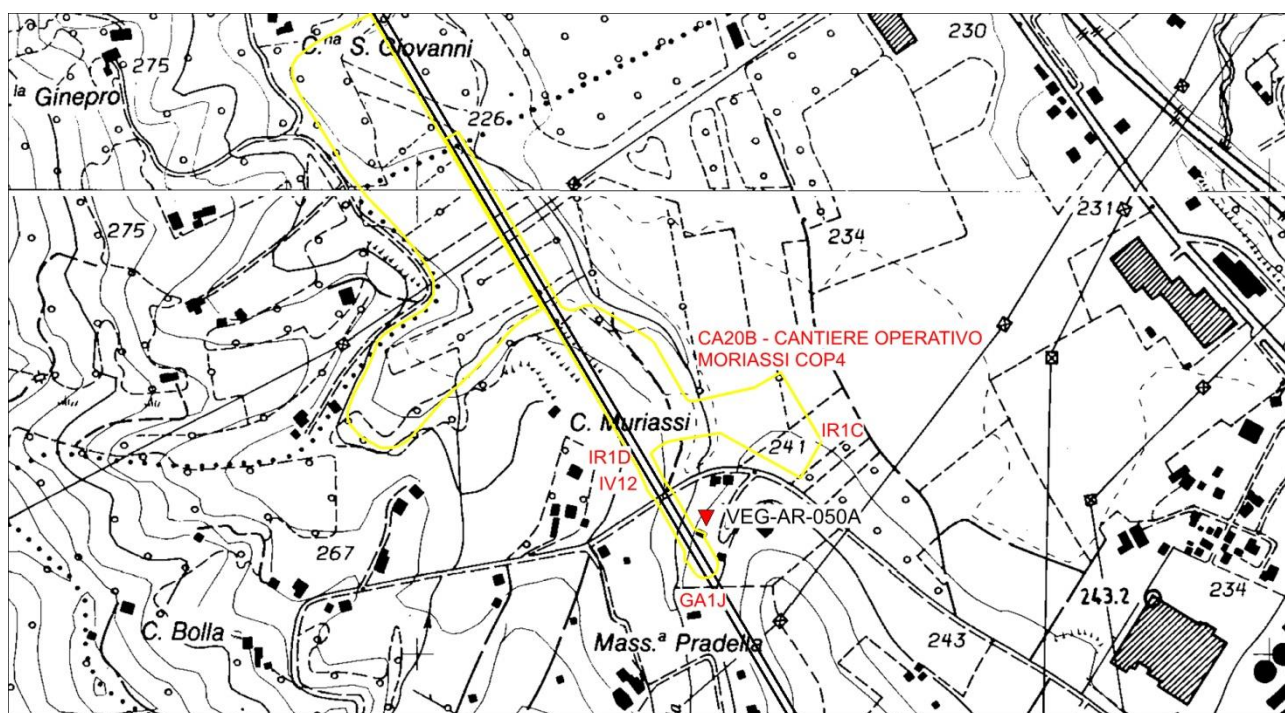 C.na S. Giovanni
275
230
la Ginepro
226
231
275
234
CA20B - CANTIERE OPERATIVO
MORIASSI COP4
C. Muriassi
IR1C
241
IR1D
IV12
VEG-AR-050A
267
243.2
234
GA1J
C. Bolla
Mass.a Pradella
243